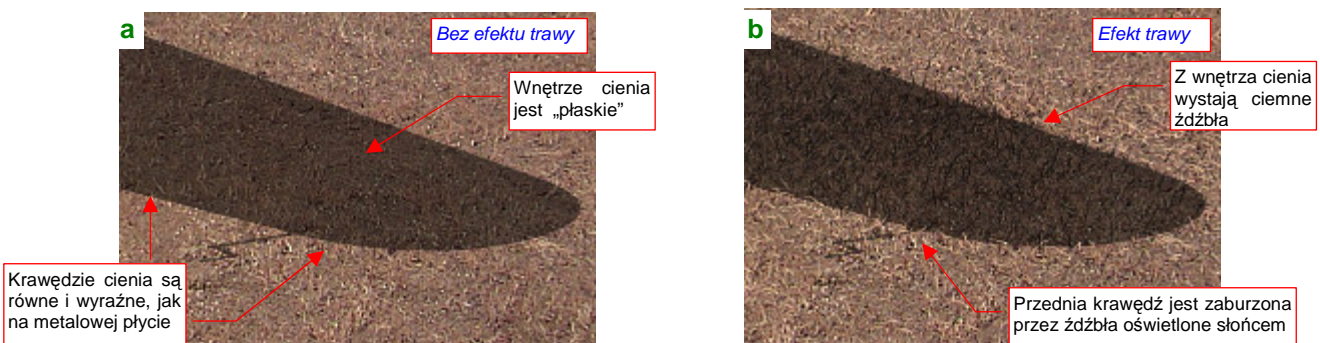 a
Bez efektu trawy
Wnętrze cienia
jest „płaskie”
Krawędzie cienia są
równe i wyraźne, jak
na metalowej płycie
b
Efekt trawy
Z wnętrza cienia
wystają ciemne
źdźbła
Przednia krawędź jest zaburzona
przez źdźbła oświetlone słońcem